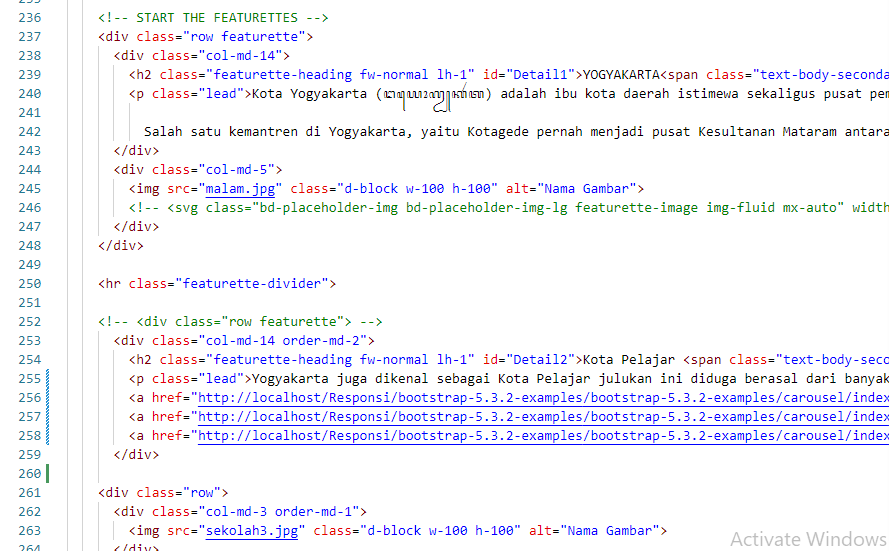 236 <!-- START THE FEATURETTES -->
237 <div class="row featurette">
238 <div class="col-md-14">
239 <h2 class="featurette-heading fw-normal lh-1" id="Detail1">YOGYAKARTA<span class="text-body-seconda
240 <p class="lead">Kota Yogyakarta () adalah ibu kota daerah istimewa sekaligus pusat pem
241
242 Salah satu kemantren di Yogyakarta, yaitu Kotagede pernah menjadi pusat Kesultanan Mataram antara
243 </div>
244 <div class="col-md-5">
245 <img src="malam.jpg" class="d-block w-100 h-100" alt="Nama Gambar">
246 <!-- <svg class="bd-placeholder-img bd-placeholder-img-lg featurette-image img-fluid mx-auto" width
247 </div>
248 </div>
249
250 <hr class="featurette-divider">
251
252 <!-- <div class="row featurette"> -->
253 <div class="col-md-14 order-md-2">
254 <h2 class="featurette-heading fw-normal lh-1" id="Detail2">Kota Pelajar <span class="text-body-seco
255 <p class="lead">Yogyakarta juga dikenal sebagai Kota Pelajar julukan ini diduga berasal dari banyak
256 <a href="http://localhost/Responsi/bootstrap-5.3.2-examples/bootstrap-5.3.2-examples/carousel/index
257 <a href="http://localhost/Responsi/bootstrap-5.3.2-examples/bootstrap-5.3.2-examples/carousel/index
258 <a href="http://localhost/Responsi/bootstrap-5.3.2-examples/bootstrap-5.3.2-examples/carousel/index
259 </div>
260
261 <div class="row">
262 <div class="col-md-3 order-md-1">
263 <img src="sekolah3.jpg" class="d-block w-100 h-100" alt="Nama Gambar">
264 </div>
Activate Windows